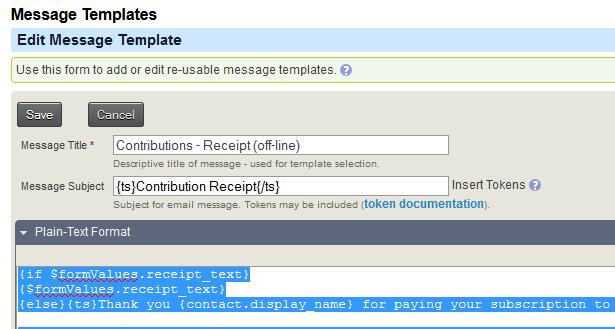 Message Templates
Edit Message Template
Use this form to add or edit re-usable message templates. ?
Save Cancel
Message Title * Contributions - Receipt (off-line)
Descriptive title of message - used for template selection.
Message Subject {ts}Contribution Receipt{/ts} Insert Tokens ?
Subject for email message. Tokens may be included (token documentation).
Plain-Text Format
{if $formValues.receipt_text}
{$formValues.receipt_text}
{else}{ts}Thank you {contact.display_name} for paying your subscription to